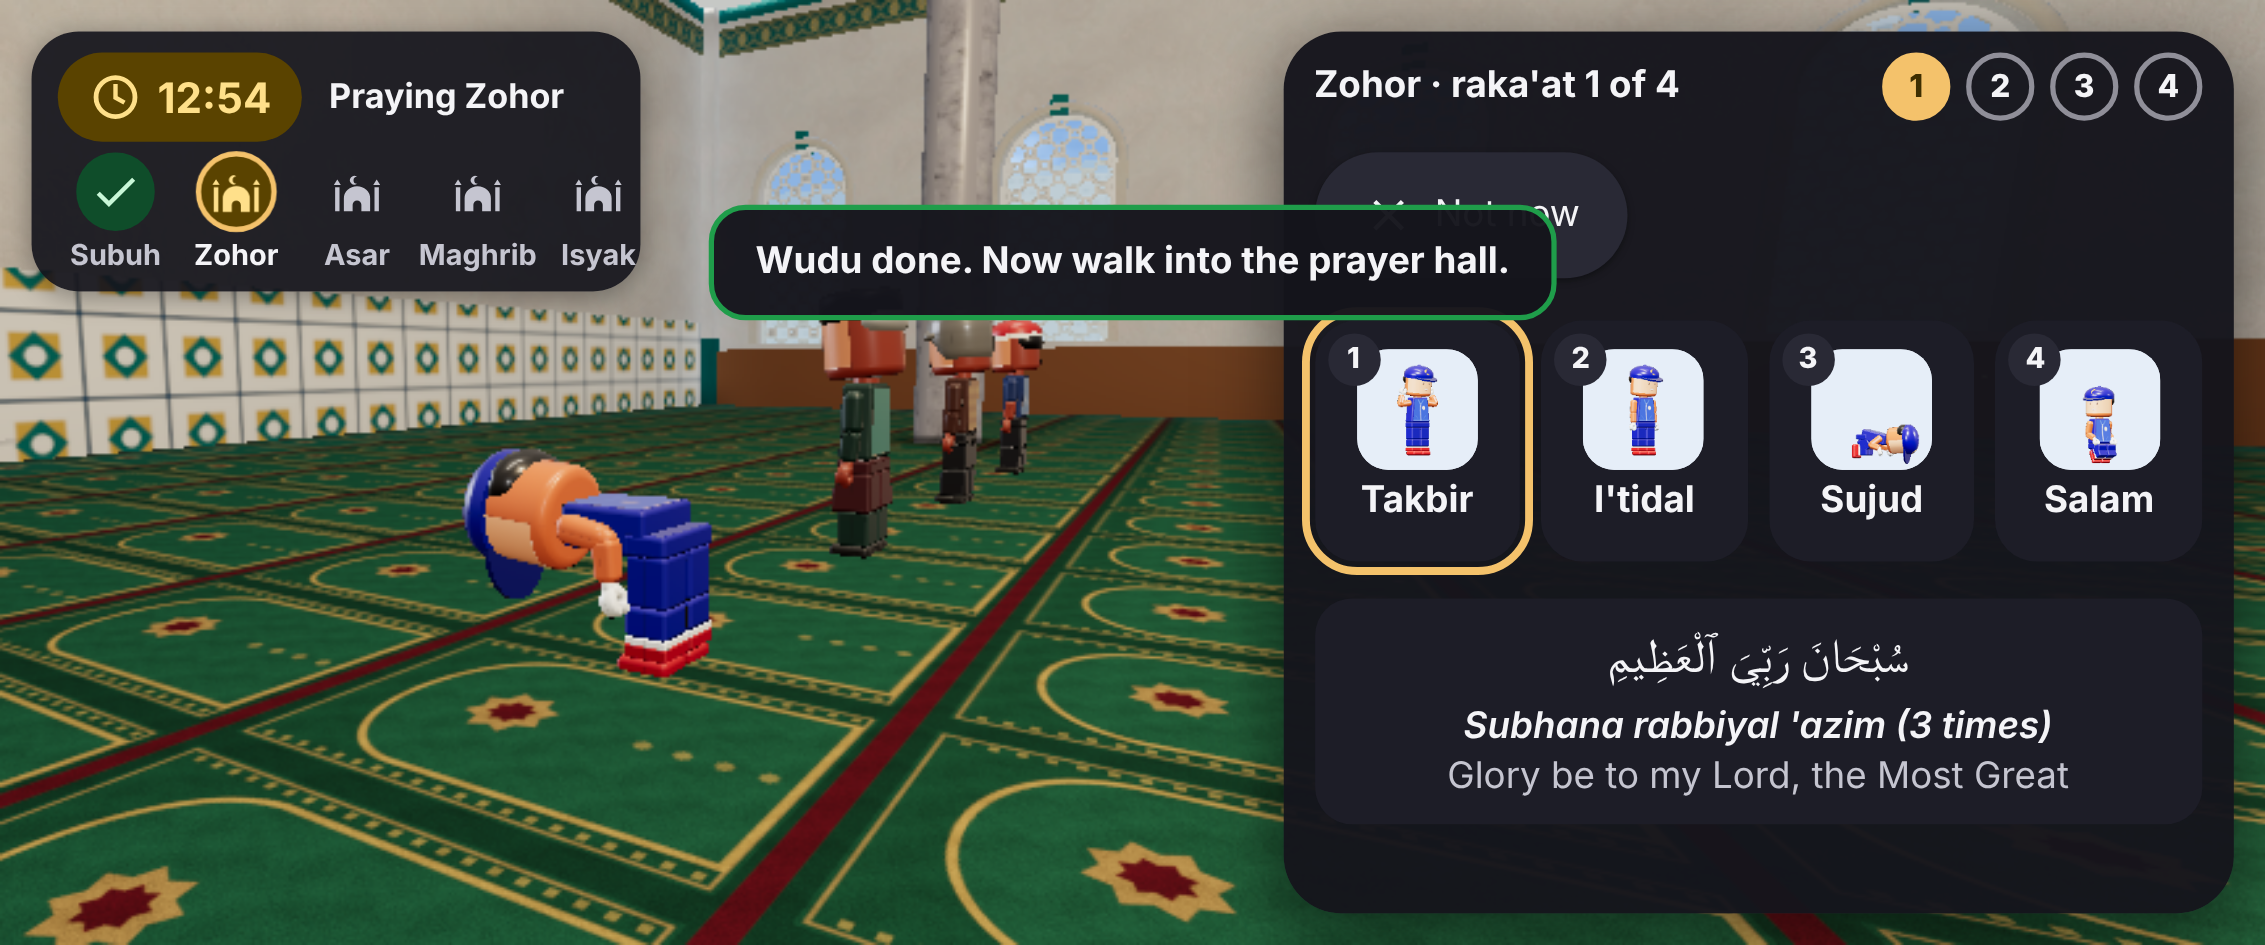 12:54 Praying Zohor
Subuh Zohor Asar Maghrib Isyak
Zohor · raka'at 1 of 4
1 2 3 4
Not now
Wudu done. Now walk into the prayer hall.
1 2 3 4
Takbir I'tidal Sujud Salam
سُبْحَانَ رَبِّيَ ٱلْعَظِيمِ
Subhana rabbiyal 'azim (3 times)
Glory be to my Lord, the Most Great